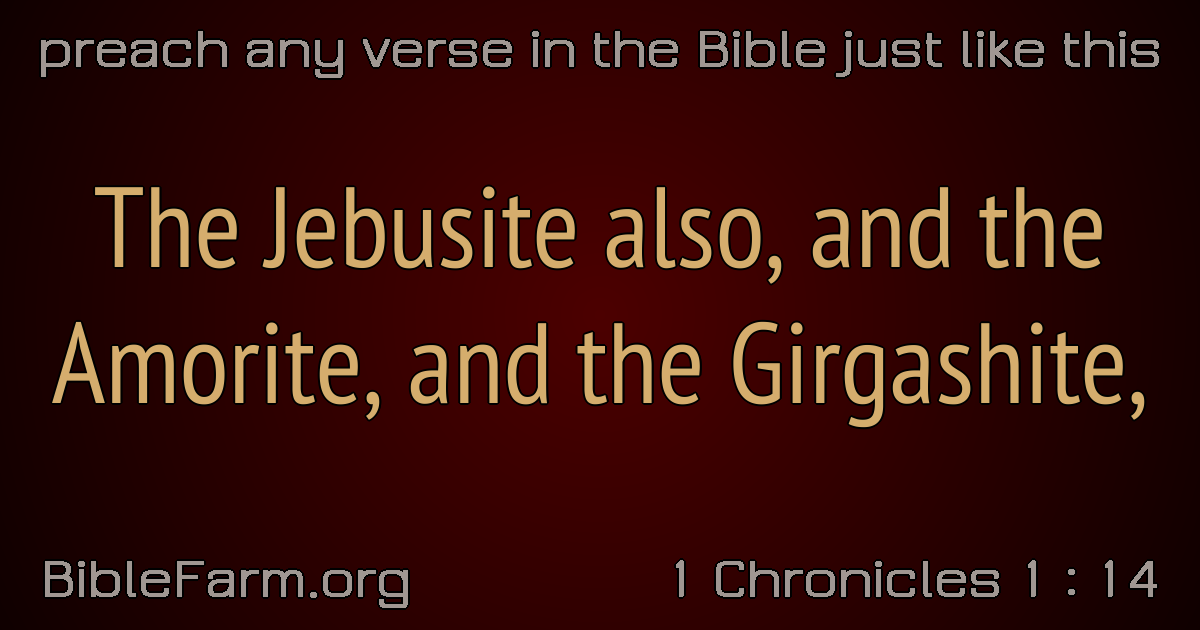 preach any verse in the Bible just like this
The Jebusite also, and the
Amorite, and the Girgashite,
BibleFarm.org
1 Chronicles 1 : 14